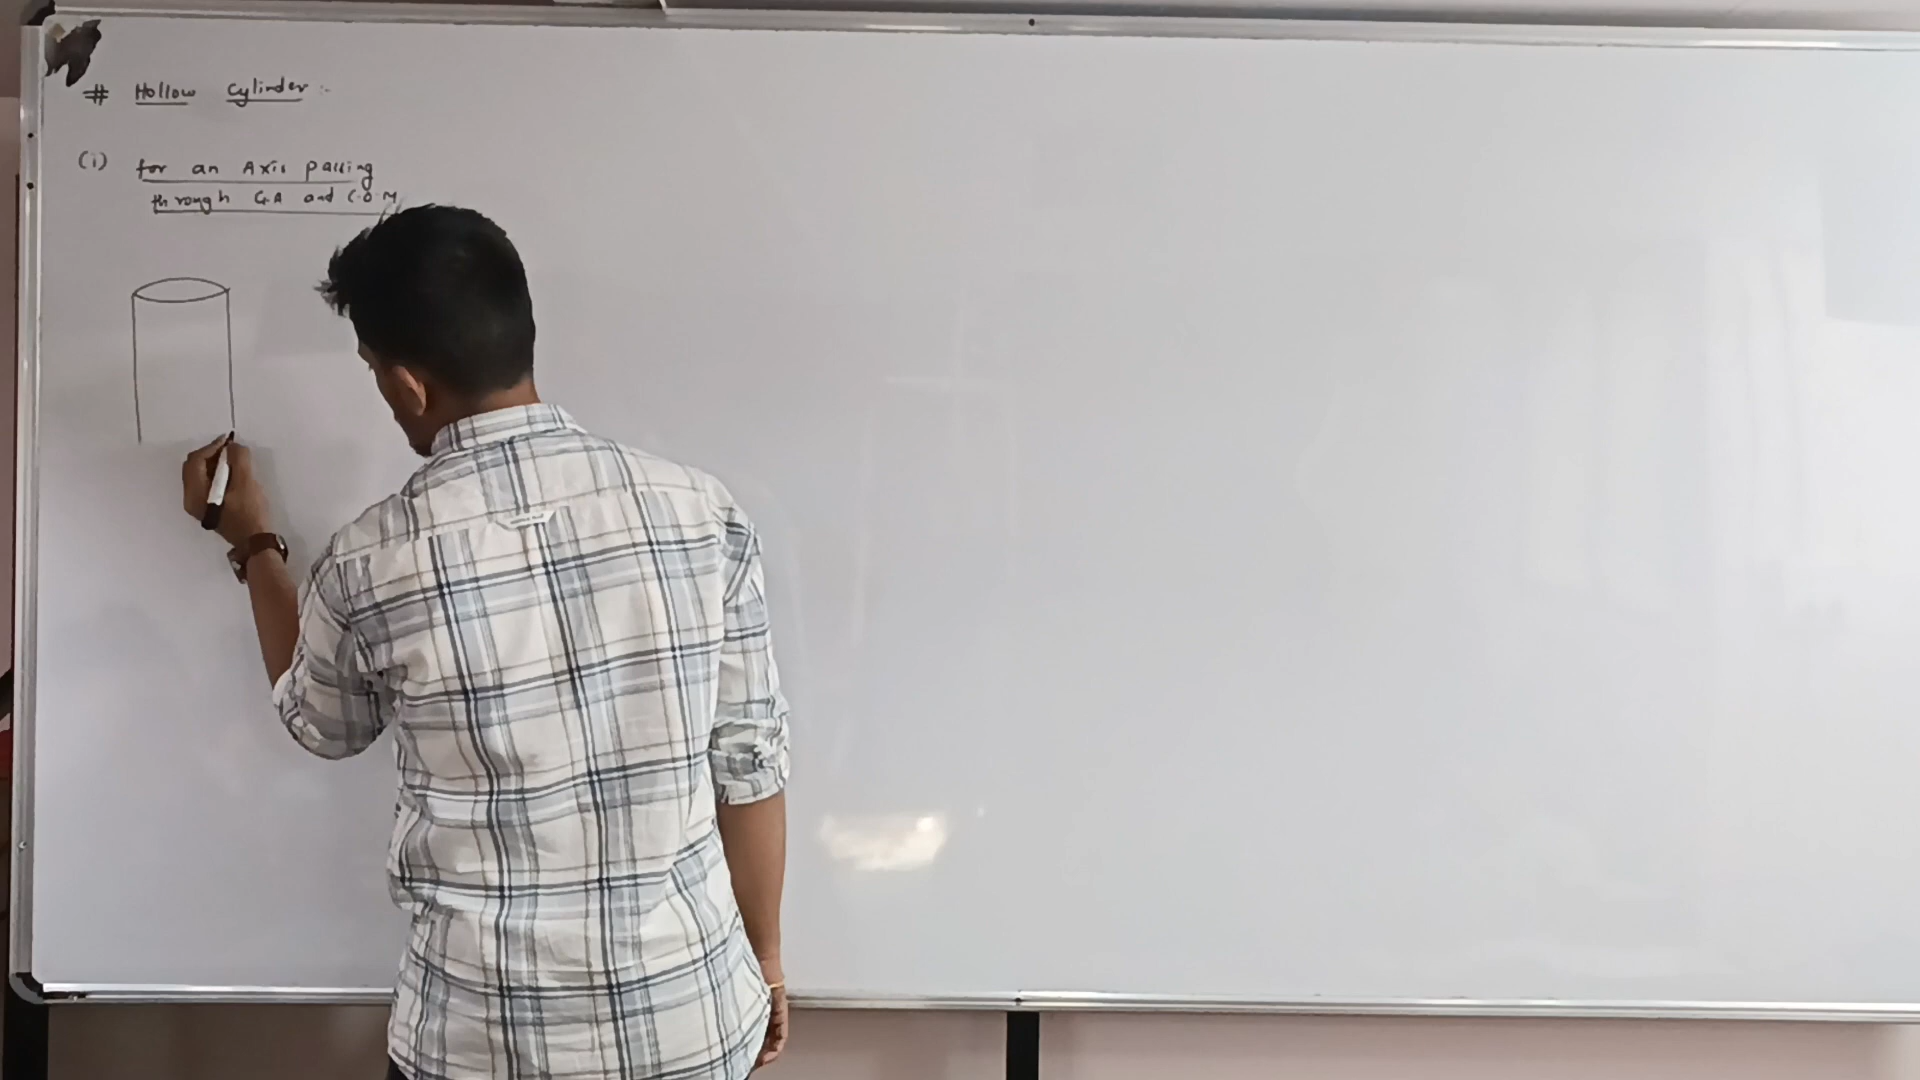 # Hollow Cylinder :-
(i) for an Axis passing
through G.A and C.O.M